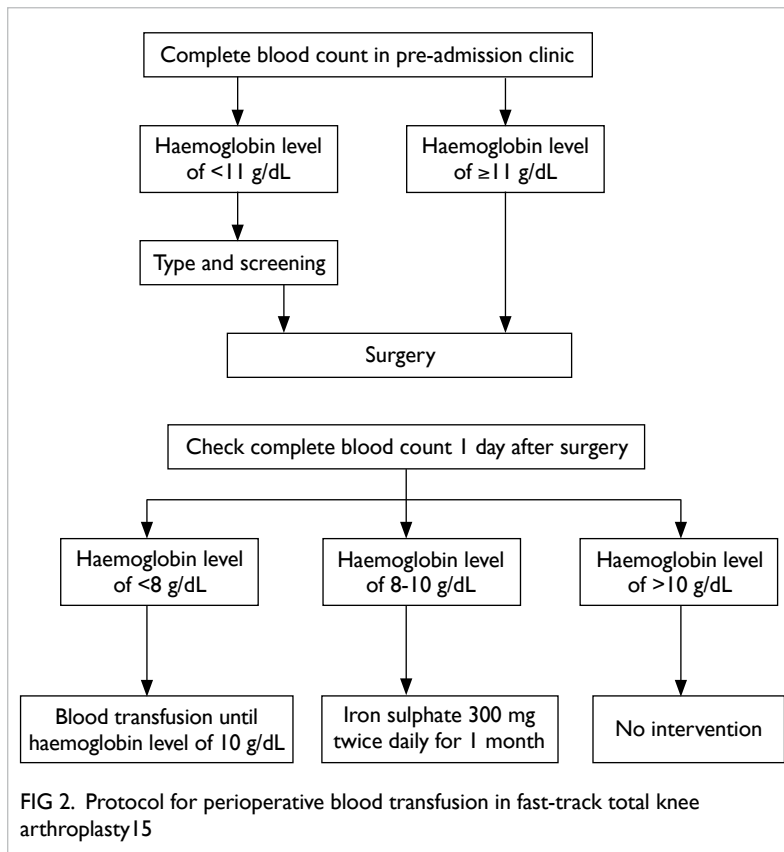 Complete blood count in pre-admission clinic
Haemoglobin level
of <11 g/dL
Haemoglobin level
of ≥11 g/dL
Type and screening
Surgery
Check complete blood count 1 day after surgery
Haemoglobin level
of <8 g/dL
Haemoglobin level
of 8-10 g/dL
Haemoglobin level
of >10 g/dL
Blood transfusion until
haemoglobin level of 10 g/dL
Iron sulphate 300 mg
twice daily for 1 month
No intervention
FIG 2. Protocol for perioperative blood transfusion in fast-track total knee
arthroplasty15